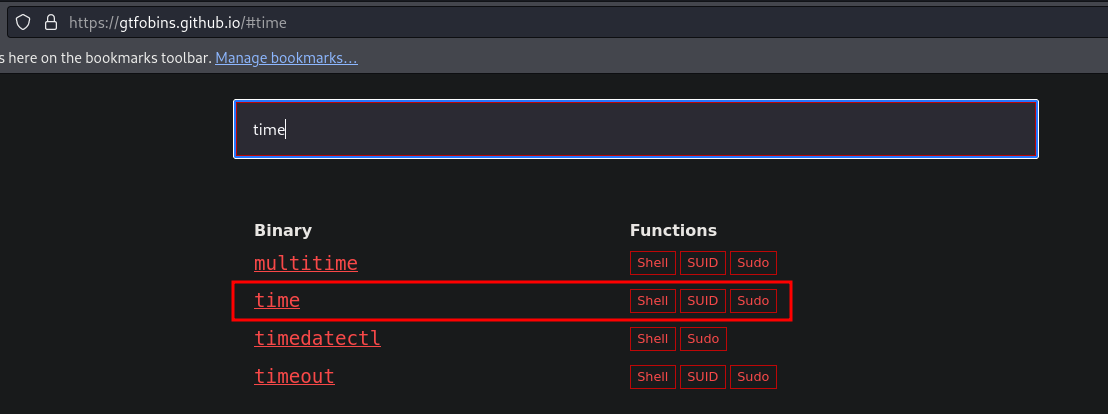 https://gtfobins.github.io/#time
s here on the bookmarks toolbar. Manage bookmarks...
time
Binary Functions
multitime Shell SUID Sudo
time Shell SUID Sudo
timedatectl Shell Sudo
timeout Shell SUID Sudo